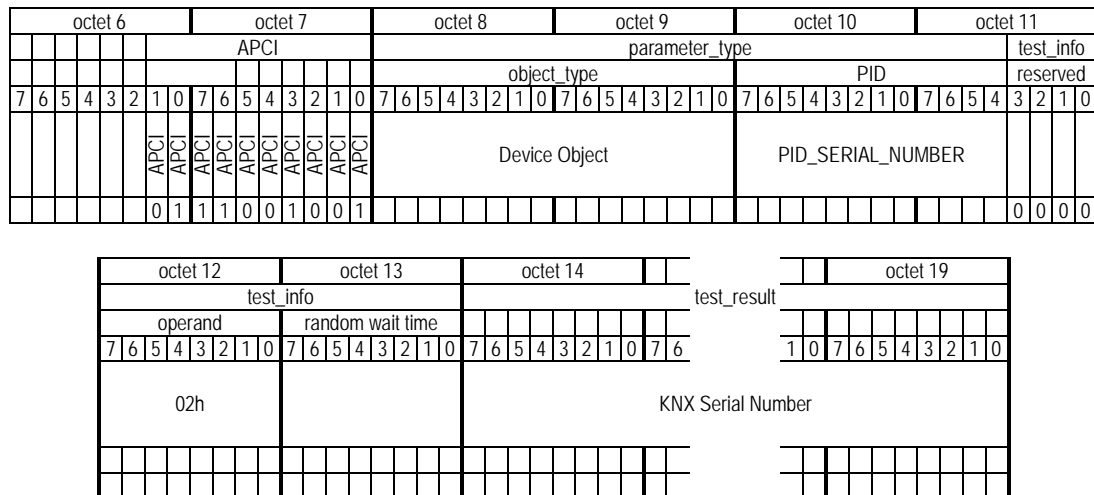 octet 6 octet 7 octet 8 octet 9 octet 10 octet 11
APCI parameter_type test_info
object_type PID reserved
7 6 5 4 3 2 1 0 7 6 5 4 3 2 1 0 7 6 5 4 3 2 1 0 7 6 5 4 3 2 1 0 7 6 5 4 3 2 1 0 7 6 5 4 3 2 1 0
APCI APCI APCI APCI APCI APCI APCI APCI APCI APCI Device Object PID_SERIAL_NUMBER
0 1 1 1 0 0 1 0 0 1 0 0 0 0
octet 12 octet 13 octet 14 octet 19
test_info test_result
operand random wait time
7 6 5 4 3 2 1 0 7 6 5 4 3 2 1 0 7 6 5 4 3 2 1 0 7 6 1 0 7 6 5 4 3 2 1 0
02h KNX Serial Number